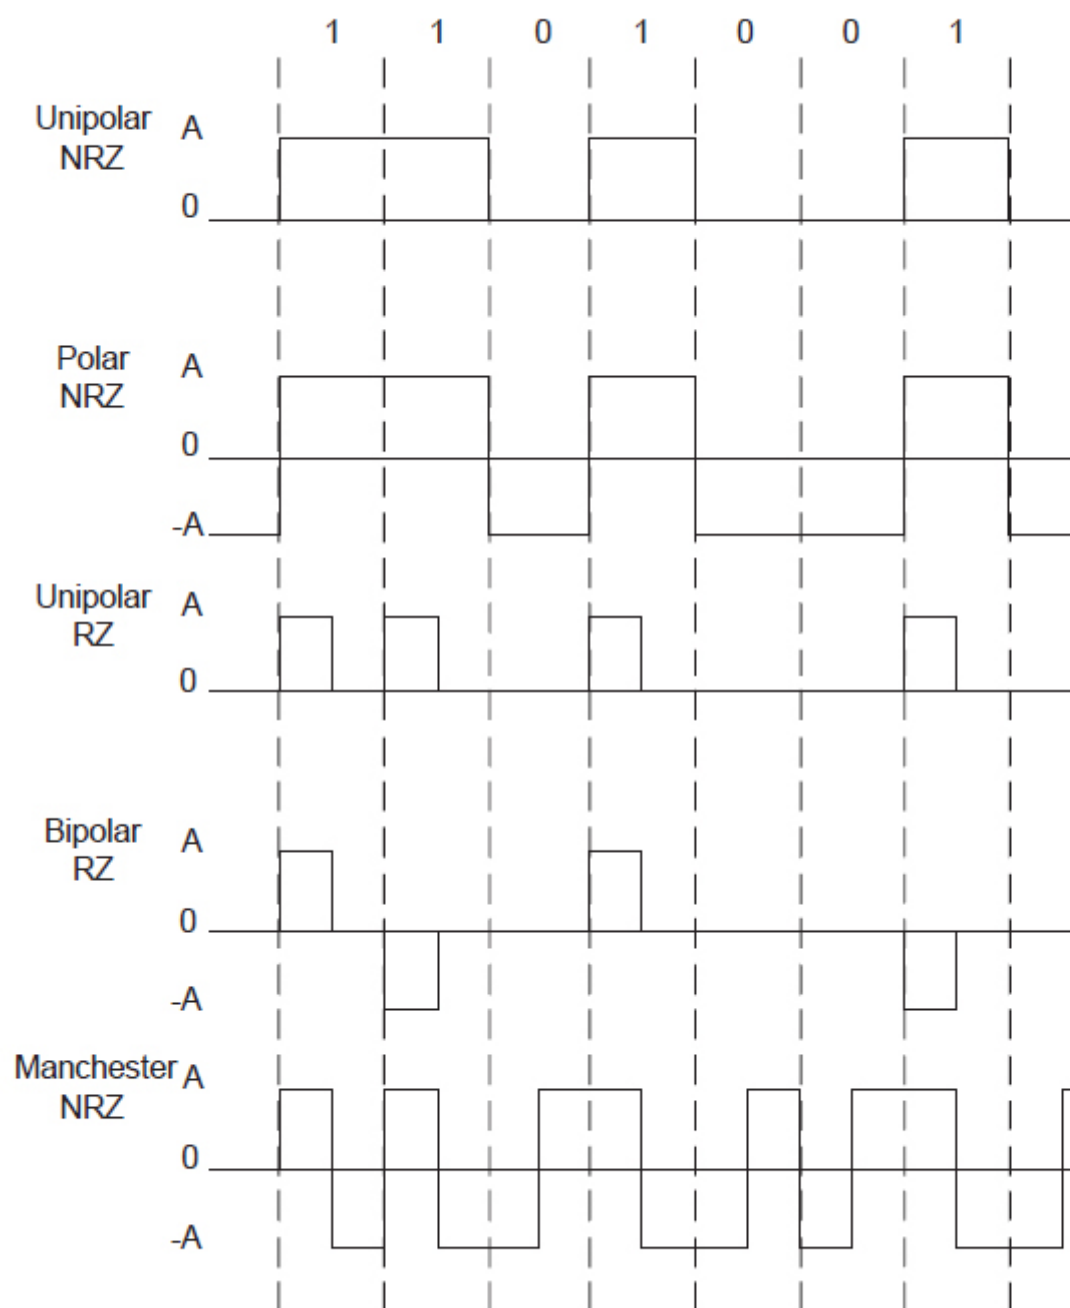 1 1 0 1 0 0 1
Unipolar A
NRZ
0
Polar A
NRZ
0
-A
Unipolar A
RZ
0
Bipolar A
RZ
0
-A
Manchester A
NRZ
0
-A